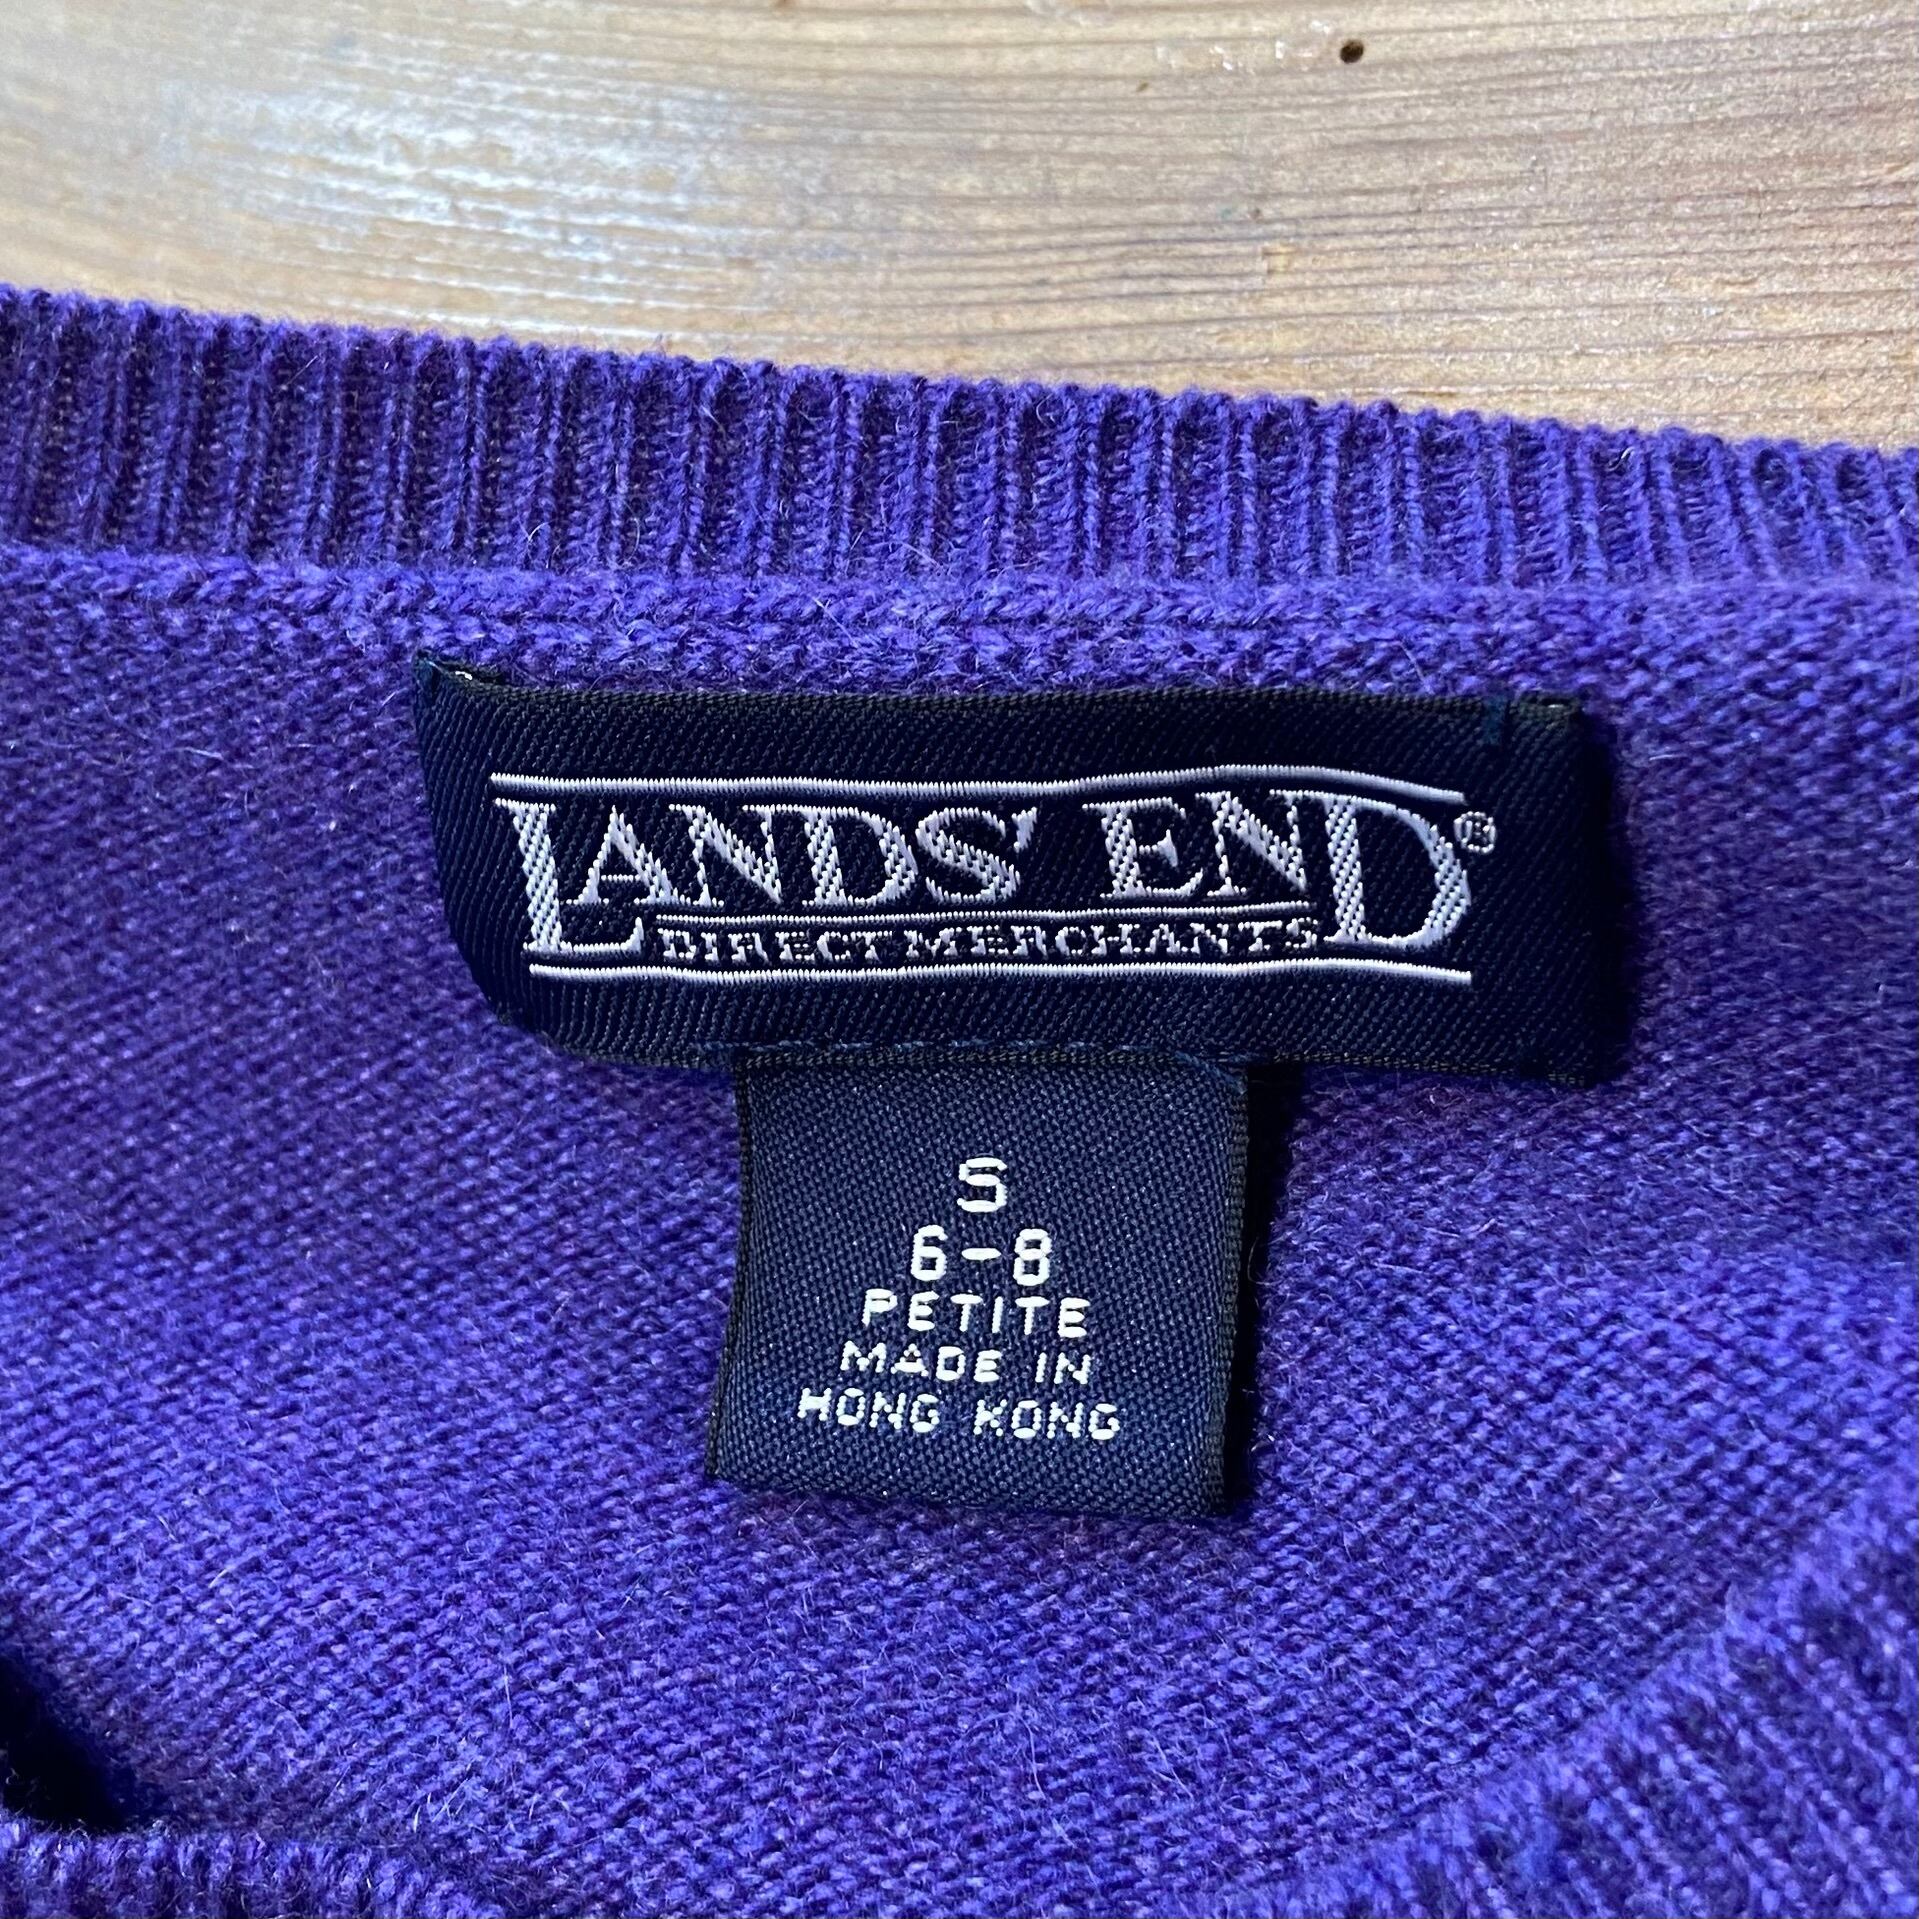 LANDS' END®
DIRECT MERCHANTS
S
6-8
PETITE
MADE IN
HONG KONG